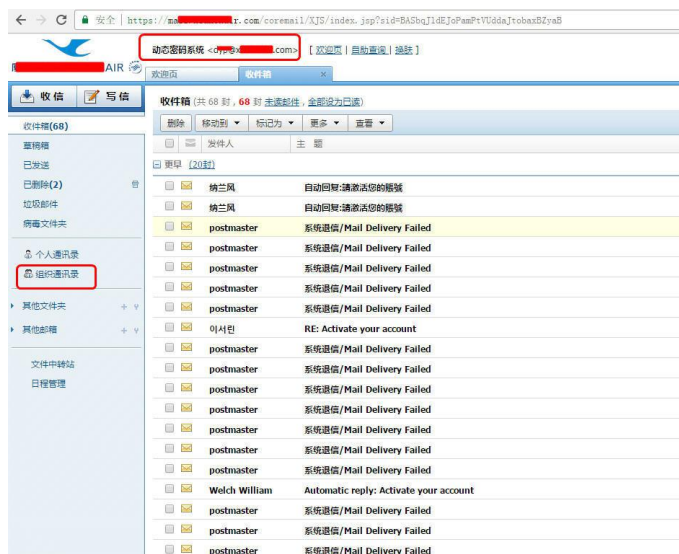 安全 | https://ma r.com/coremail/XJS/index.jsp?sid=BASbqJIdEJoPamPtVUddaJtobaxBZyaB
动态密码系统 < .com> [ 欢迎页 | 自助查询 | 换肤 ]
AIR
欢迎页 收件箱 ×
收信 写信
收件箱 (共 68 封, 68 封 未读邮件, 全部设为已读)
删除 移动到 标记为 更多 查看
发件人 主 题
更早 (20封)
收件箱(68)
草稿箱
已发送
已删除(2)
垃圾邮件
病毒文件夹
个人通讯录
组织通讯录
其他文件夹
其他邮箱
文件中转站
日程管理
纳兰风 自动回复:請激活您的賬號
纳兰风 自动回复:請激活您的賬號
postmaster 系统退信/Mail Delivery Failed
postmaster 系统退信/Mail Delivery Failed
postmaster 系统退信/Mail Delivery Failed
postmaster 系统退信/Mail Delivery Failed
postmaster 系统退信/Mail Delivery Failed
이서린 RE: Activate your account
postmaster 系统退信/Mail Delivery Failed
postmaster 系统退信/Mail Delivery Failed
postmaster 系统退信/Mail Delivery Failed
postmaster 系统退信/Mail Delivery Failed
postmaster 系统退信/Mail Delivery Failed
postmaster 系统退信/Mail Delivery Failed
postmaster 系统退信/Mail Delivery Failed
Welch William Automatic reply: Activate your account
postmaster 系统退信/Mail Delivery Failed
postmaster 系统退信/Mail Delivery Failed
postmaster 系统退信/Mail Delivery Failed